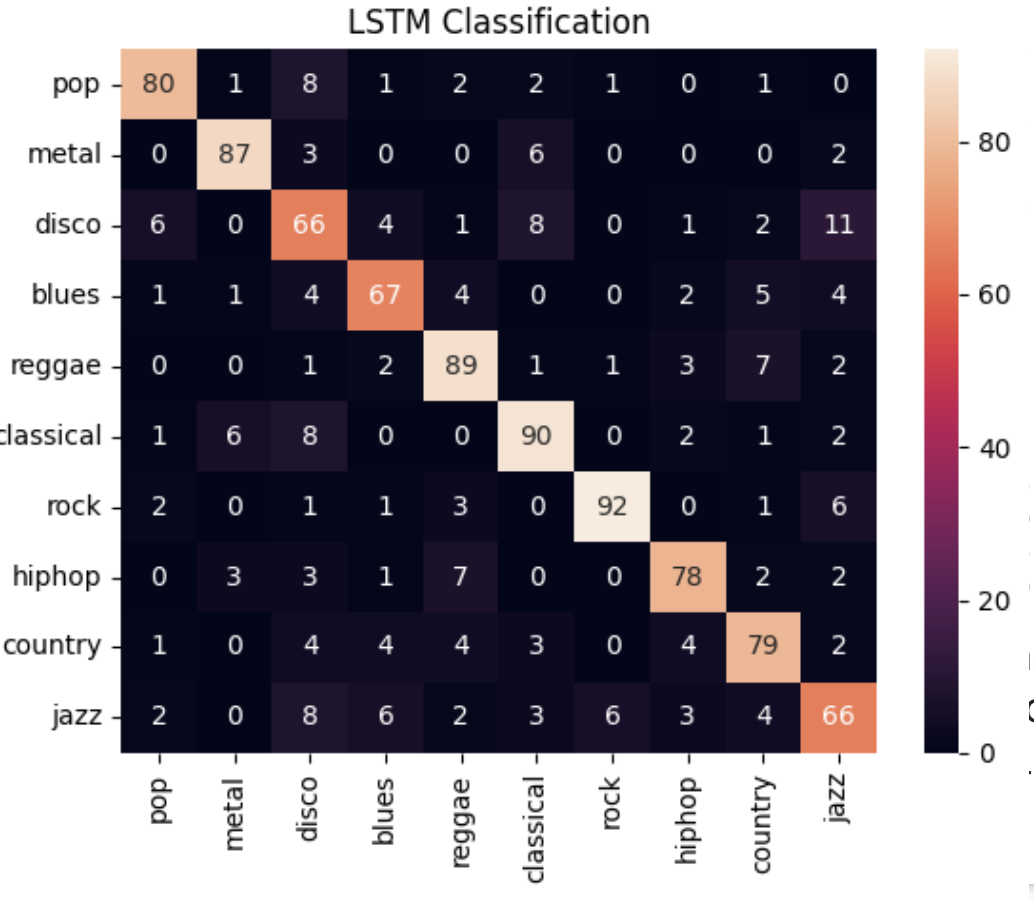 LSTM Classification
pop 80 1 8 1 2 2 1 0 1 0
metal 0 87 3 0 0 6 0 0 0 2
disco 6 0 66 4 1 8 0 1 2 11
blues 1 1 4 67 4 0 0 2 5 4
reggae 0 0 1 2 89 1 1 3 7 2
classical 1 6 8 0 0 90 0 2 1 2
rock 2 0 1 1 3 0 92 0 1 6
hiphop 0 3 3 1 7 0 0 78 2 2
country 1 0 4 4 4 3 0 4 79 2
jazz 2 0 8 6 2 3 6 3 4 66
pop metal disco blues reggae classical rock hiphop country jazz
80
60
40
20
0